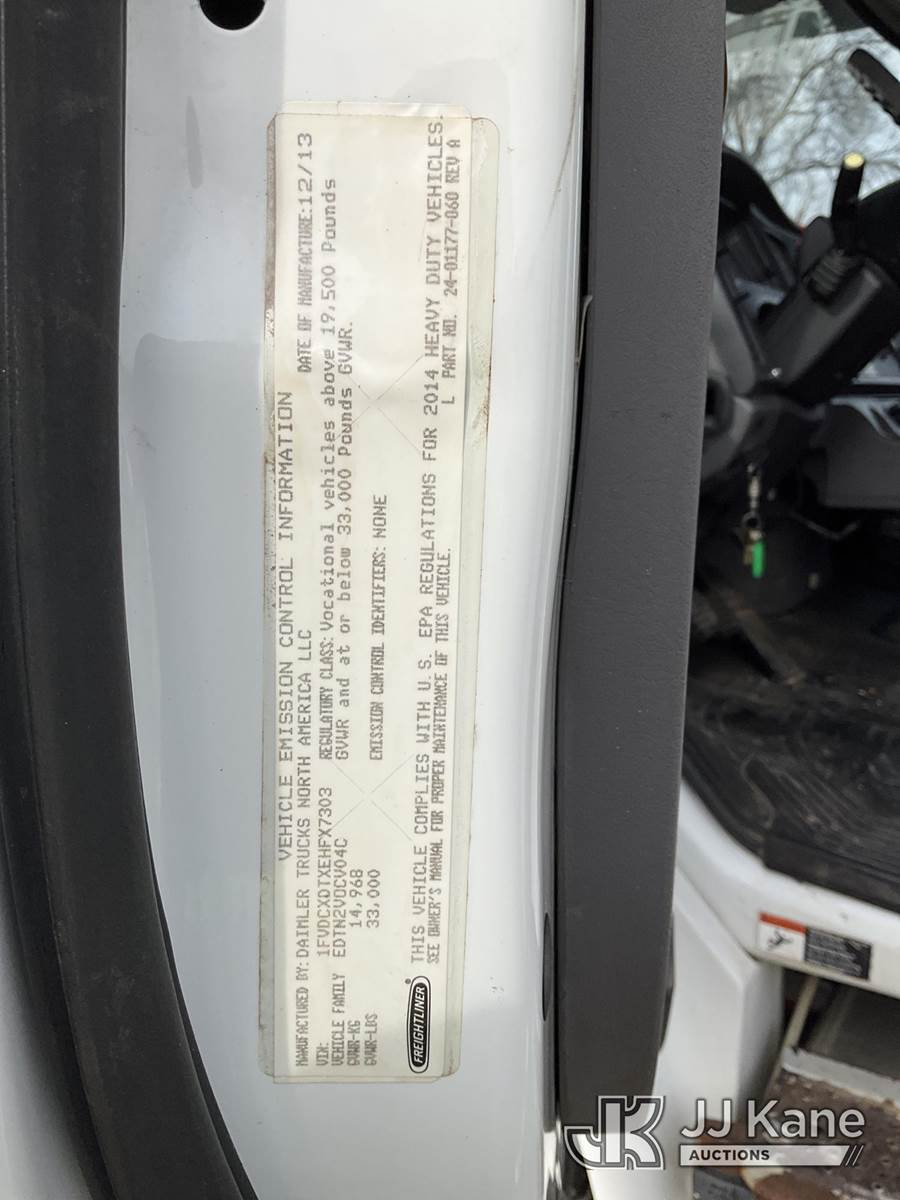 VEHICLE EMISSION CONTROL INFORMATION
MANUFACTURED BY: DAIMLER TRUCKS NORTH AMERICA LLC
DATE OF MANUFACTURE: 12/13
VIN: 1FVDCXDTXEHFX7303
VEHICLE FAMILY EDTN2VOCV04C
GVWR-KG 14,968
GVWR-LBS 33,000
REGULATORY CLASS: Vocational vehicles above 19,500 Pounds
GVWR and at or below 33,000 Pounds GVWR.
EMISSION CONTROL IDENTIFIERS: NONE
FREIGHTLINER®
THIS VEHICLE COMPLIES WITH U.S. EPA REGULATIONS FOR 2014 HEAVY DUTY VEHICLES.
SEE OWNER'S MANUAL FOR PROPER MAINTENANCE OF THIS VEHICLE.
L PART NO. 24-01177-060 REV A
JK JJ Kane
AUCTIONS